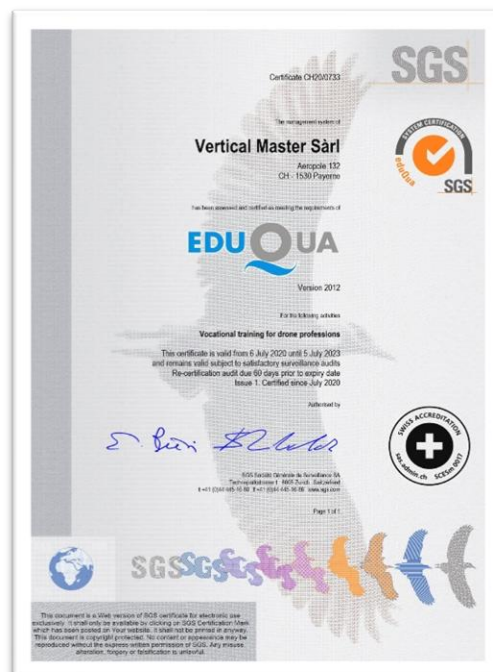 SGS
Certificate CH20/0733
The management system of
Vertical Master Sàrl
Aeropole 132
CH - 1530 Payerne
has been assessed and certified as meeting the requirements of
EDUQUA
Version 2012
For the following activities
Vocational training for drone professions
This certificate is valid from 6 July 2020 until 5 July 2023
and remains valid subject to satisfactory surveillance audits
Re-certification audit due 60 days prior to expiry date
Issue 1. Certified since July 2020
Authorised by
SGS Société Générale de Surveillance SA
www.sgs.com
Page 1 of 1
SYSTEM CERTIFICATION
eduQua
SGS
SWISS ACCREDITATION
sas.admin.ch SCESm 0017
SGSSGS
This document is a Web version of SGS certificate for electronic use
exclusively. It shall only be available by clicking on SGS Certification Mark
which has been posted on Your website. It shall not be printed in anyway.
This document is copyright protected. No content or appearance may be
reproduced without the express written permission of SGS. Any misuse,
alteration, forgery or falsification is unlawful.